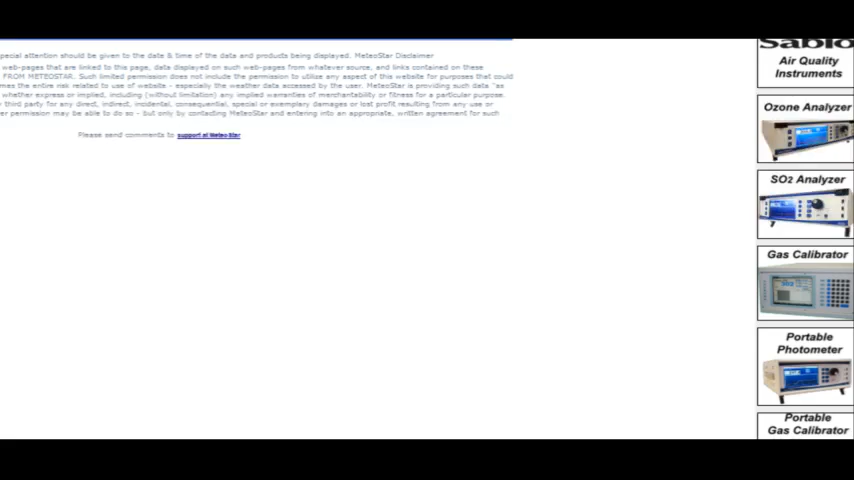 pecial attention should be given to the date & time of the data and products being displayed. MeteoStar Disclaimer
web-pages that are linked to this page, data displayed on such web-pages from whatever source, and links contained on these
FROM METEOSTAR. Such limited permission does not include the permission to utilize any aspect of this website for purposes that could
mes the entire risk related to use of website - especially the weather data accessed by the user. MeteoStar is providing such data "as
whether express or implied, including (without limitation) any implied warranties of merchantability or fitness for a particular purpose.
third party for any direct, indirect, incidental, consequential, special or exemplary damages or lost profit resulting from any use or
er permission may be able to do so - but only by contacting MeteoStar and entering into an appropriate, written agreement for such
Please send comments to support at MeteoStar
Sabio
Air Quality
Instruments
Ozone Analyzer
SO2 Analyzer
Gas Calibrator
Portable
Photometer
Portable
Gas Calibrator